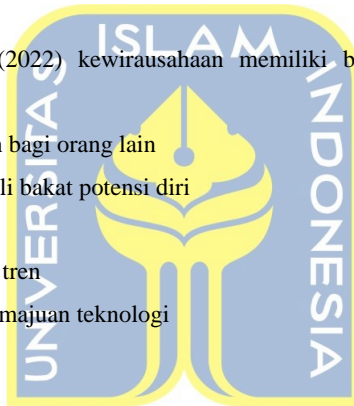 (2022) kewirausahaan memiliki b
bagi orang lain
li bakat potensi diri
tren
majuan teknologi
UNIVERSITAS
ISLAM
INDONESIA